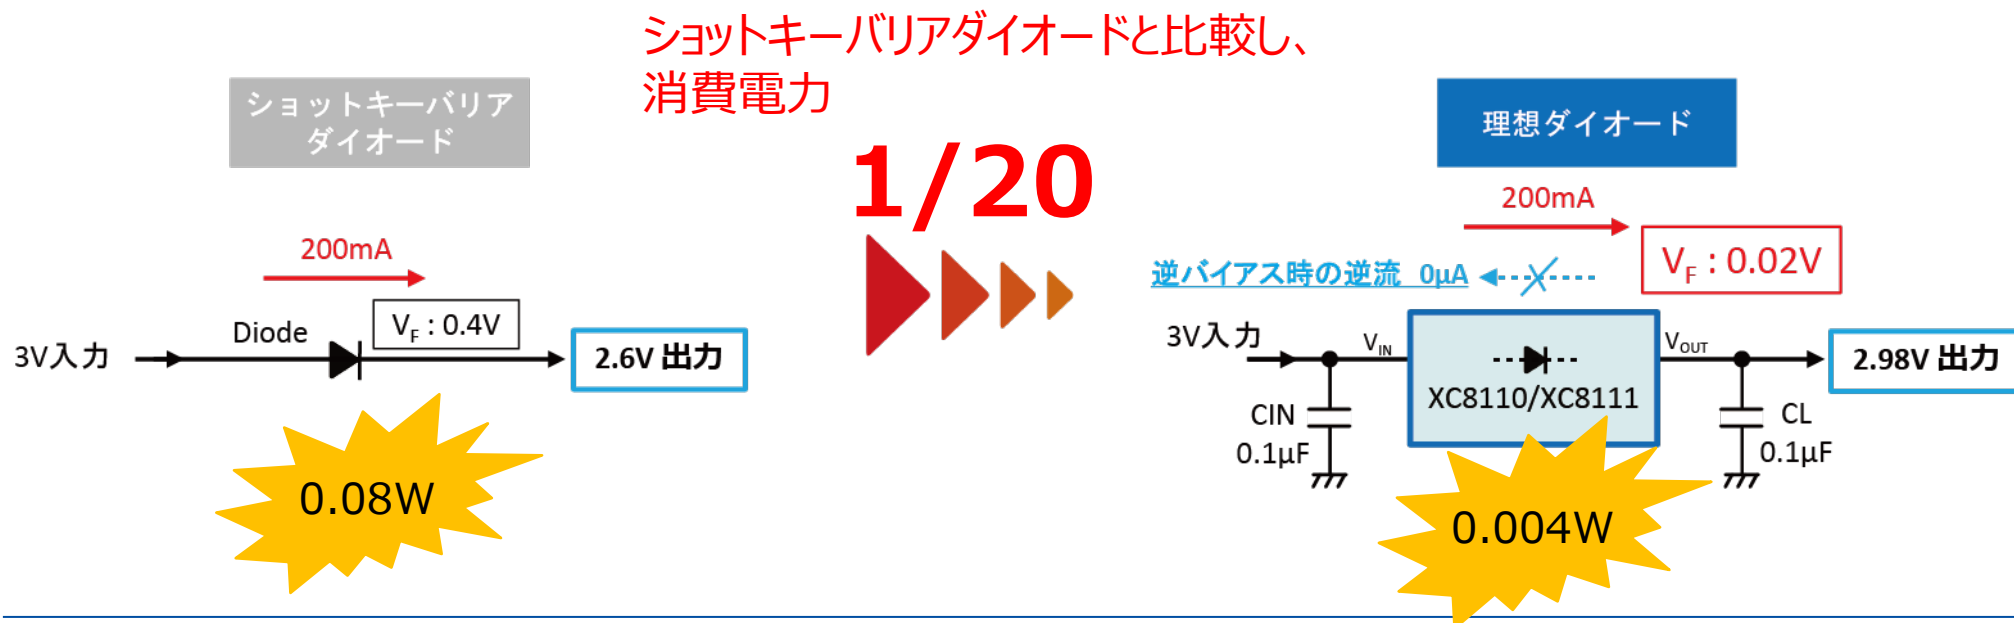 ショットキーバリアダイオードと比較し、
消費電力
1/20
ショットキーバリア
ダイオード
200mA
Diode
VF : 0.4V
3V入力
2.6V 出力
0.08W
理想ダイオード
200mA
VF : 0.02V
逆バイアス時の逆流 0μA
3V入力
VIN
VOUT
XC8110/XC8111
2.98V 出力
CIN
0.1μF
CL
0.1μF
0.004W